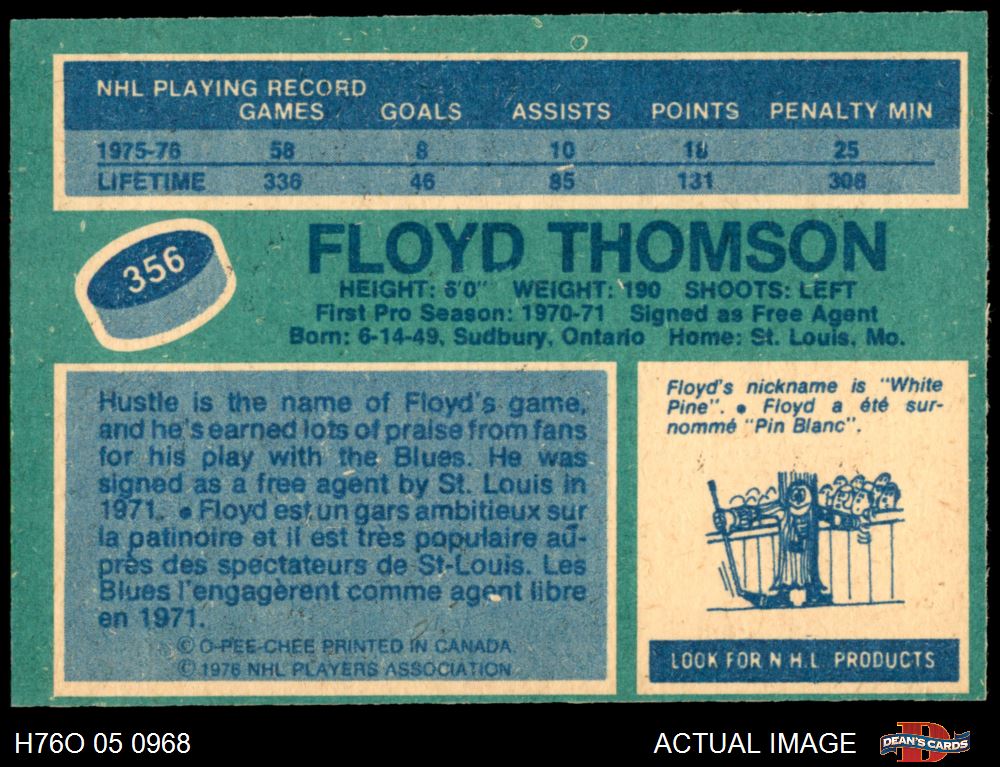 NHL PLAYING RECORD
GAMES GOALS ASSISTS POINTS PENALTY MIN
1975-76 58 8 10 18 25
LIFETIME 336 46 85 131 308
356
FLOYD THOMSON
HEIGHT: 6'0" WEIGHT: 190 SHOOTS: LEFT
First Pro Season: 1970-71 Signed as Free Agent
Born: 6-14-49, Sudbury, Ontario Home: St. Louis, Mo.
Hustle is the name of Floyd's game,
and he's earned lots of praise from fans
for his play with the Blues. He was
signed as a free agent by St. Louis in
1971. • Floyd est un gars ambitieux sur
la patinoire et il est très populaire au-
près des spectateurs de St-Louis. Les
Blues l'engagèrent comme agent libre
en 1971.
© O-PEE-CHEE PRINTED IN CANADA
© 1976 NHL PLAYERS ASSOCIATION
Floyd's nickname is "White
Pine". • Floyd a été sur-
nommé "Pin Blanc".
LOOK FOR N.H.L. PRODUCTS
H76O 05 0968
ACTUAL IMAGE
D
DEAN'S CARDS